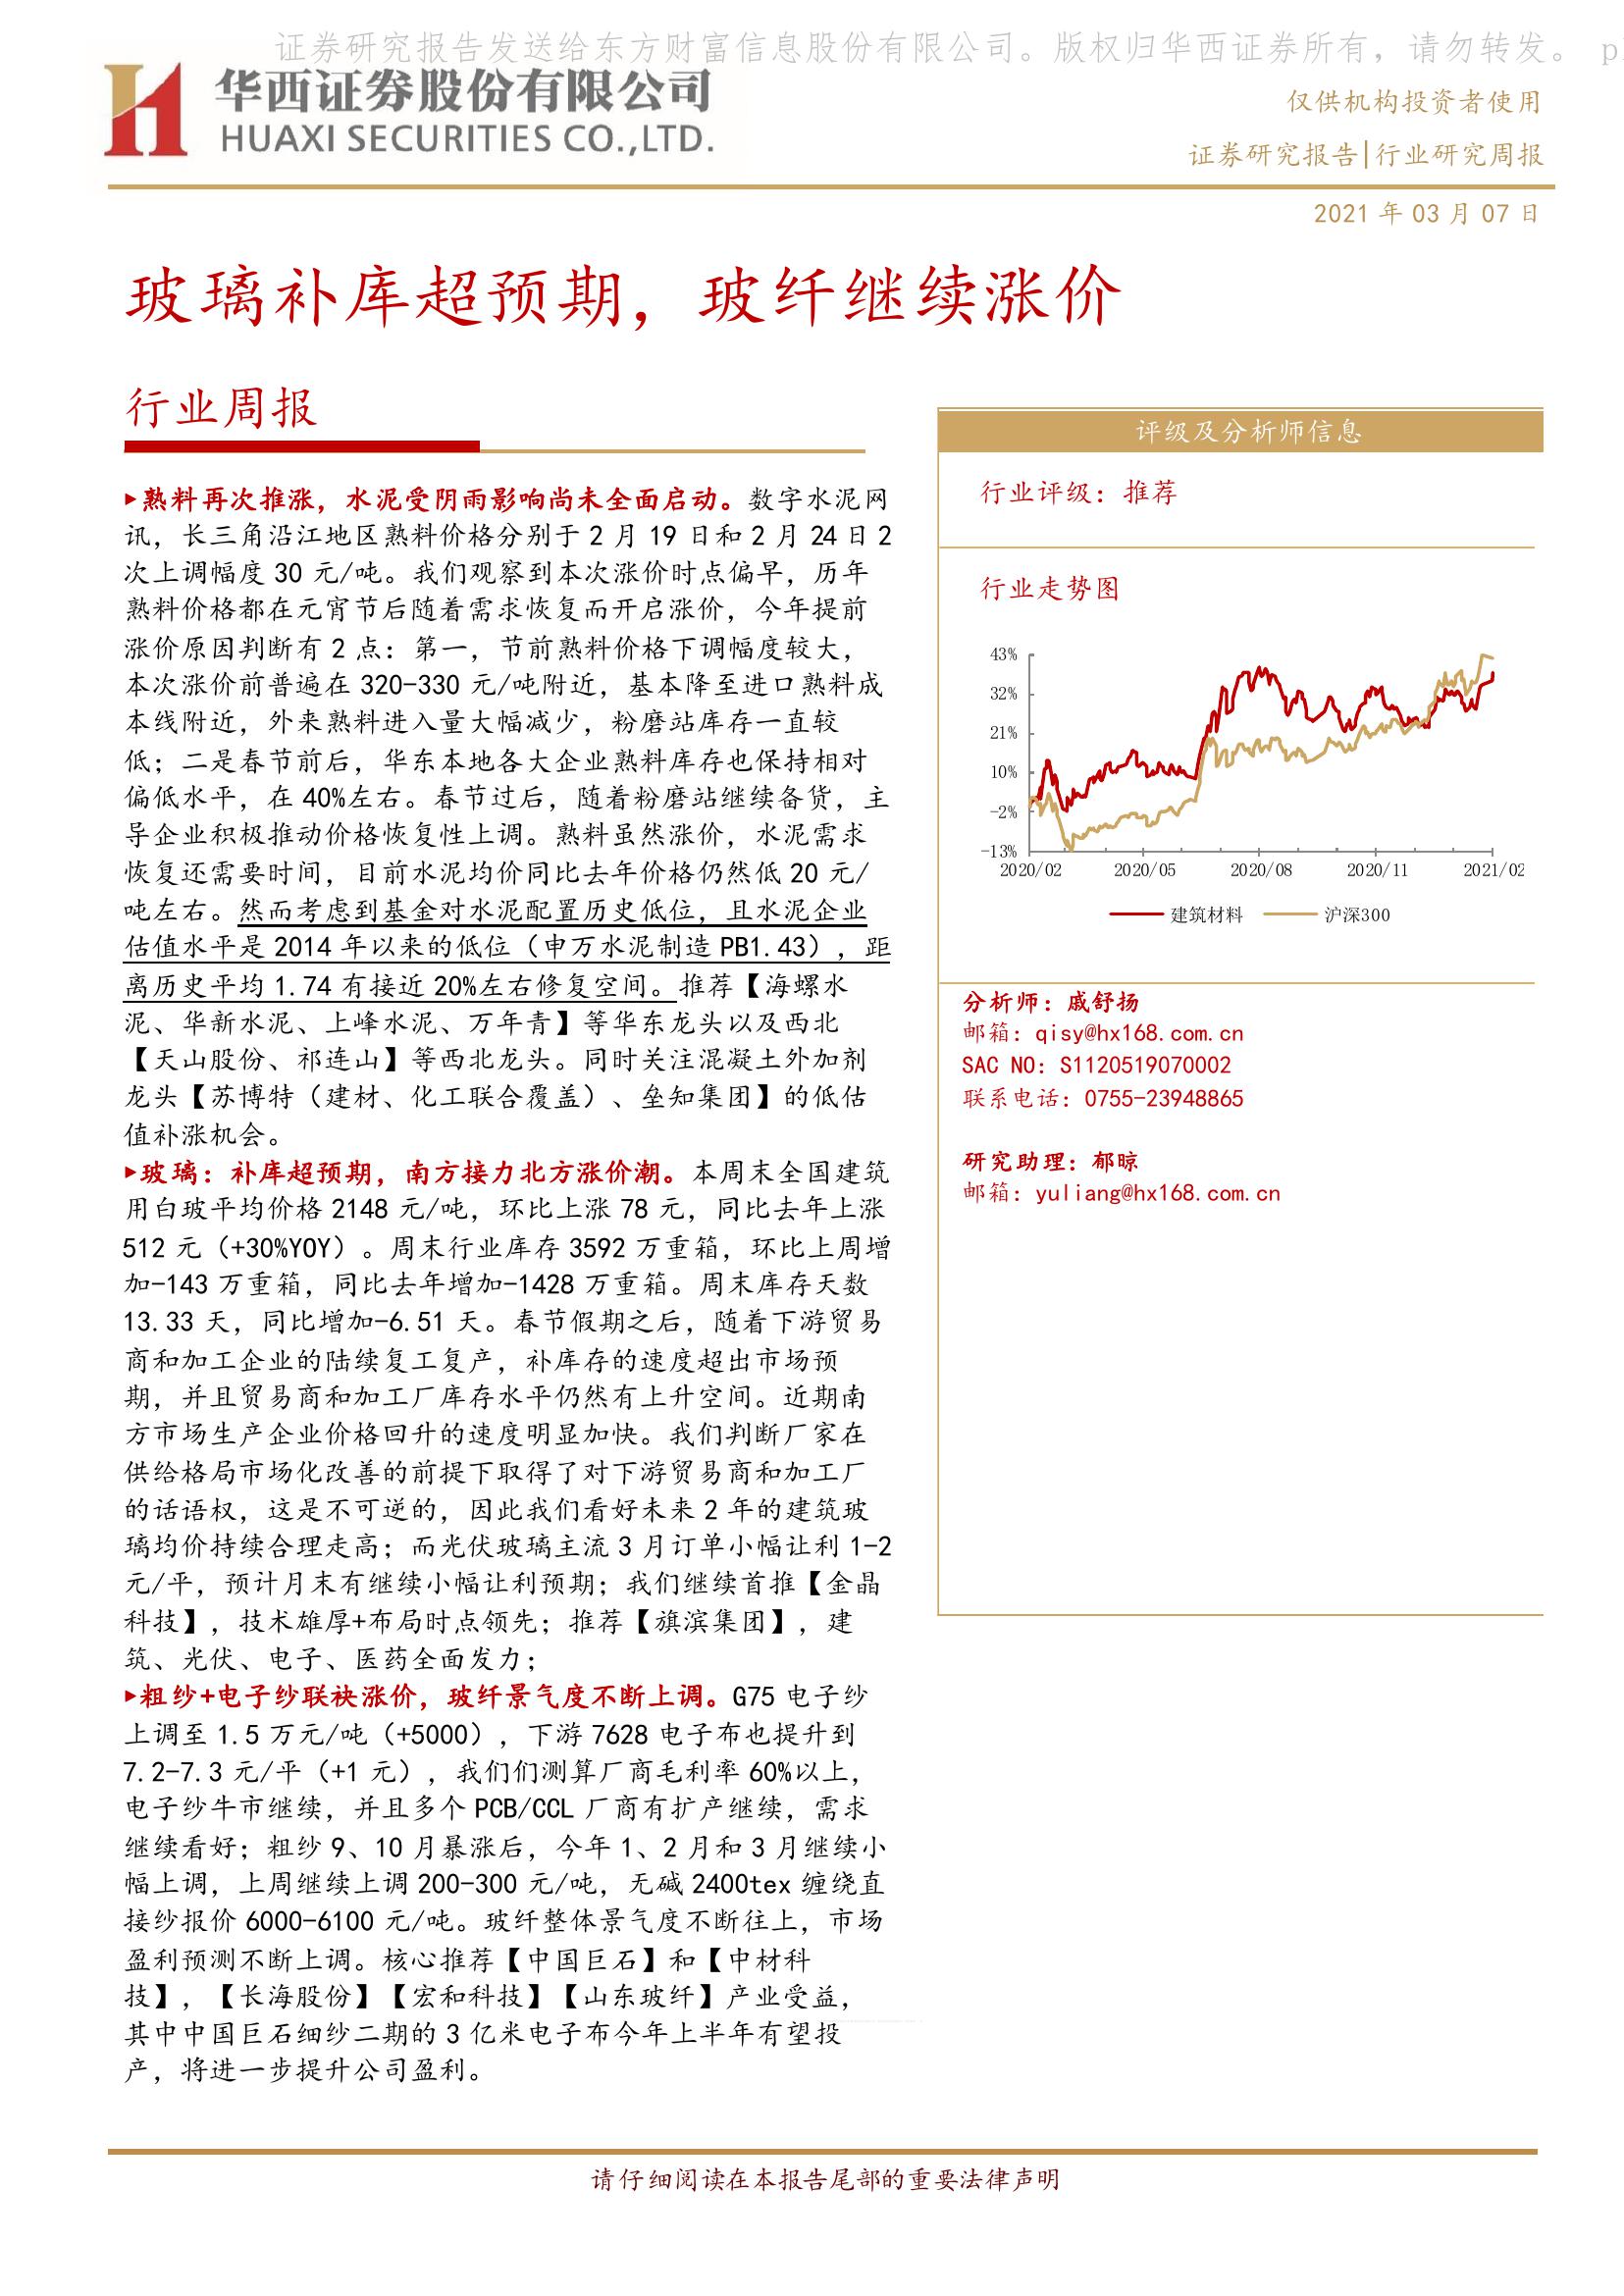 证券研究报告发送给东方财富信息股份有限公司。版权归华西证券所有，请勿转发。 p
华西证券股份有限公司
HUAXI SECURITIES CO.,LTD.
仅供机构投资者使用
证券研究报告|行业研究周报
2021 年 03 月 07 日
玻璃补库超预期，玻纤继续涨价
行业周报
▸熟料再次推涨，水泥受阴雨影响尚未全面启动。数字水泥网
讯，长三角沿江地区熟料价格分别于 2 月 19 日和 2 月 24 日 2
次上调幅度 30 元/吨。我们观察到本次涨价时点偏早，历年
熟料价格都在元宵节后随着需求恢复而开启涨价，今年提前
涨价原因判断有 2 点：第一，节前熟料价格下调幅度较大，
本次涨价前普遍在 320-330 元/吨附近，基本降至进口熟料成
本线附近，外来熟料进入量大幅减少，粉磨站库存一直较
低；二是春节前后，华东本地各大企业熟料库存也保持相对
偏低水平，在 40%左右。春节过后，随着粉磨站继续备货，主
导企业积极推动价格恢复性上调。熟料虽然涨价，水泥需求
恢复还需要时间，目前水泥均价同比去年价格仍然低 20 元/
吨左右。然而考虑到基金对水泥配置历史低位，且水泥企业
估值水平是 2014 年以来的低位（申万水泥制造 PB1.43），距
离历史平均 1.74 有接近 20%左右修复空间。推荐【海螺水
泥、华新水泥、上峰水泥、万年青】等华东龙头以及西北
【天山股份、祁连山】等西北龙头。同时关注混凝土外加剂
龙头【苏博特（建材、化工联合覆盖）、垒知集团】的低估
值补涨机会。
▸玻璃：补库超预期，南方接力北方涨价潮。本周末全国建筑
用白玻平均价格 2148 元/吨，环比上涨 78 元，同比去年上涨
512 元（+30%YOY）。周末行业库存 3592 万重箱，环比上周增
加-143 万重箱，同比去年增加-1428 万重箱。周末库存天数
13.33 天，同比增加-6.51 天。春节假期之后，随着下游贸易
商和加工企业的陆续复工复产，补库存的速度超出市场预
期，并且贸易商和加工厂库存水平仍然有上升空间。近期南
方市场生产企业价格回升的速度明显加快。我们判断厂家在
供给格局市场化改善的前提下取得了对下游贸易商和加工厂
的话语权，这是不可逆的，因此我们看好未来 2 年的建筑玻
璃均价持续合理走高；而光伏玻璃主流 3 月订单小幅让利 1-2
元/平，预计月末有继续小幅让利预期；我们继续首推【金晶
科技】，技术雄厚+布局时点领先；推荐【旗滨集团】，建
筑、光伏、电子、医药全面发力；
▸粗纱+电子纱联袂涨价，玻纤景气度不断上调。G75 电子纱
上调至 1.5 万元/吨（+5000），下游 7628 电子布也提升到
7.2-7.3 元/平（+1 元），我们们测算厂商毛利率 60%以上，
电子纱牛市继续，并且多个 PCB/CCL 厂商有扩产继续，需求
继续看好；粗纱 9、10 月暴涨后，今年 1、2 月和 3 月继续小
幅上调，上周继续上调 200-300 元/吨，无碱 2400tex 缠绕直
接纱报价 6000-6100 元/吨。玻纤整体景气度不断往上，市场
盈利预测不断上调。核心推荐【中国巨石】和【中材科
技】，【长海股份】【宏和科技】【山东玻纤】产业受益，
其中中国巨石细纱二期的 3 亿米电子布今年上半年有望投
产，将进一步提升公司盈利。
评级及分析师信息
行业评级：推荐
行业走势图
43%
32%
21%
10%
-2%
-13%
2020/02 2020/05 2020/08 2020/11 2021/02
建筑材料 沪深300
分析师：戚舒扬
邮箱：qisy@hx168.com.cn
SAC NO：S1120519070002
联系电话：0755-23948865
研究助理：郁晾
邮箱：yuliang@hx168.com.cn
请仔细阅读在本报告尾部的重要法律声明